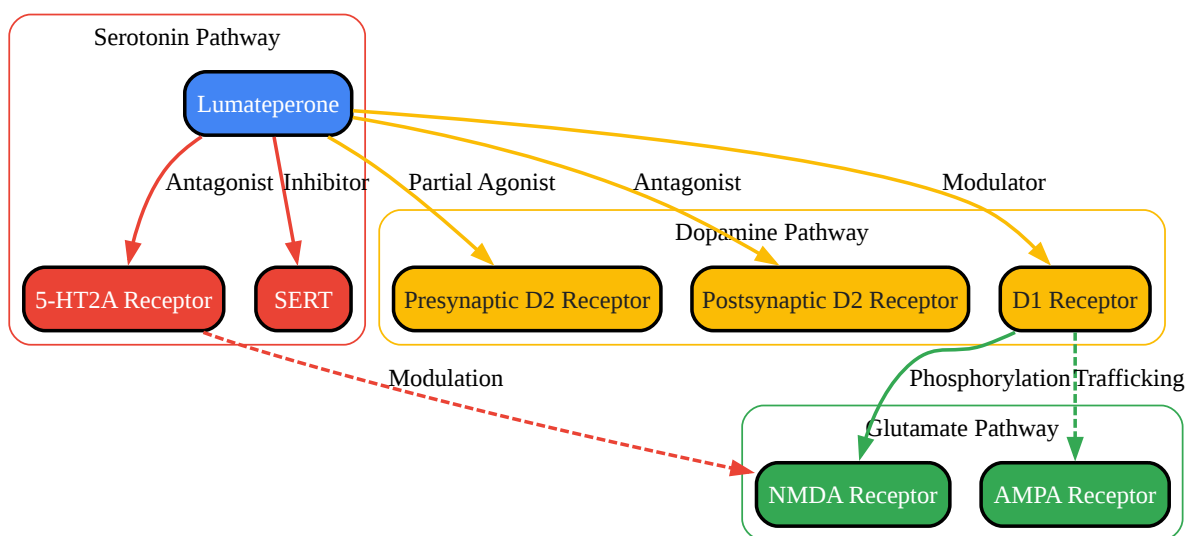 Serotonin Pathway
Lumateperone
Antagonist
Inhibitor
Partial Agonist
Antagonist
Modulator
Dopamine Pathway
5-HT2A Receptor
SERT
Presynaptic D2 Receptor
Postsynaptic D2 Receptor
D1 Receptor
Modulation
Phosphorylation
Trafficking
Glutamate Pathway
NMDA Receptor
AMPA Receptor